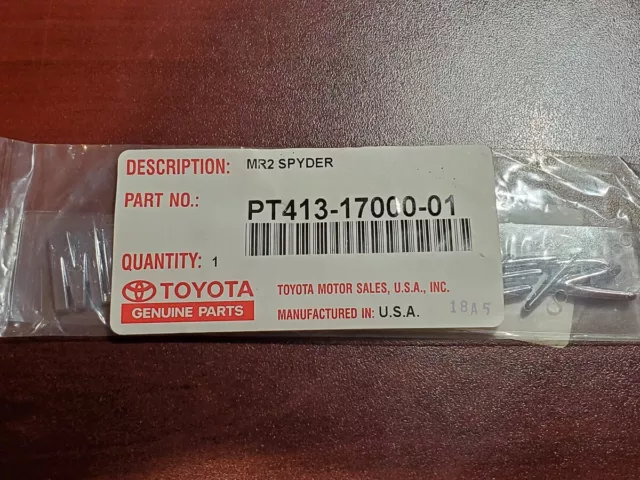 DESCRIPTION: MR2 SPYDER
PART NO.: PT413-17000-01
QUANTITY: 1
TOYOTA
GENUINE PARTS
TOYOTA MOTOR SALES, U.S.A., INC.
MANUFACTURED IN: U.S.A.
18A5